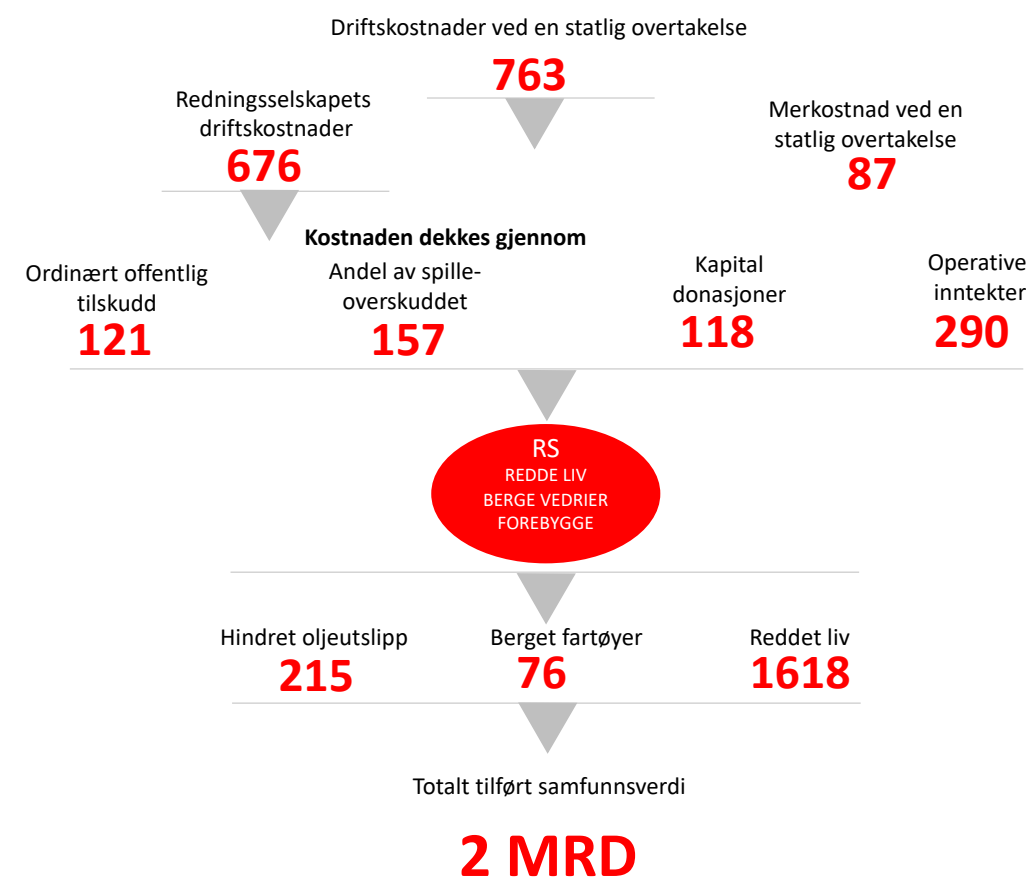 Driftskostnader ved en statlig overtakelse
763
Redningsselskapets
driftskostnader
676
Merkostnad ved en
statlig overtakelse
87
Kostnaden dekkes gjennom
Ordinært offentlig
tilskudd
121
Andel av spille-
overskuddet
157
Kapital
donasjoner
118
Operative
inntekter
290
RS
REDDE LIV
BERGE VEDRIER
FOREBYGGE
Hindret oljeutslipp
215
Berget fartøyer
76
Reddet liv
1618
Totalt tilført samfunnsverdi
2 MRD